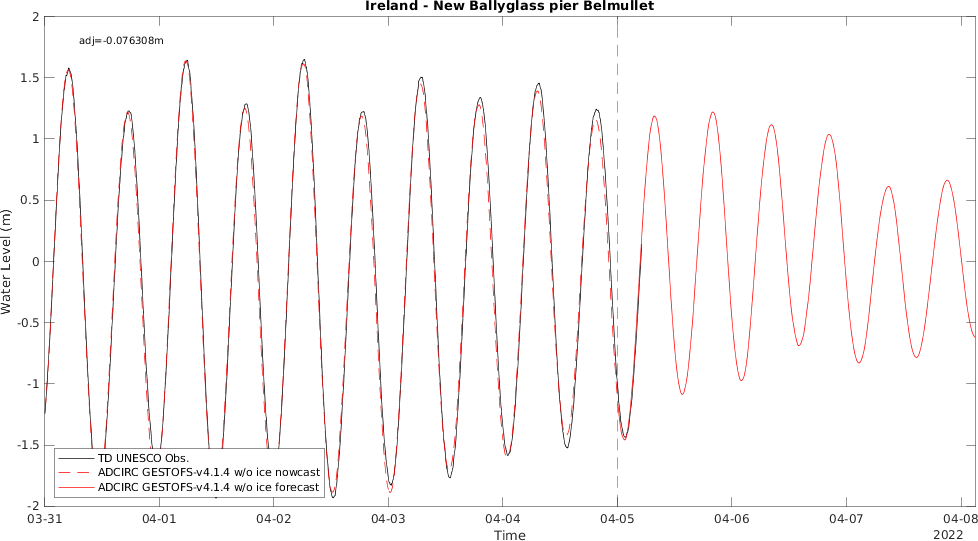 Ireland - New Ballyglass pier Belmullet
adj=-0.076308m
Water Level (m)
2
1.5
1
0.5
0
-0.5
-1
-1.5
-2
TD UNESCO Obs.
ADCIRC GESTOFS-v4.1.4 w/o ice nowcast
ADCIRC GESTOFS-v4.1.4 w/o ice forecast
03-31 04-01 04-02 04-03 04-04 04-05 04-06 04-07 04-08
Time
2022